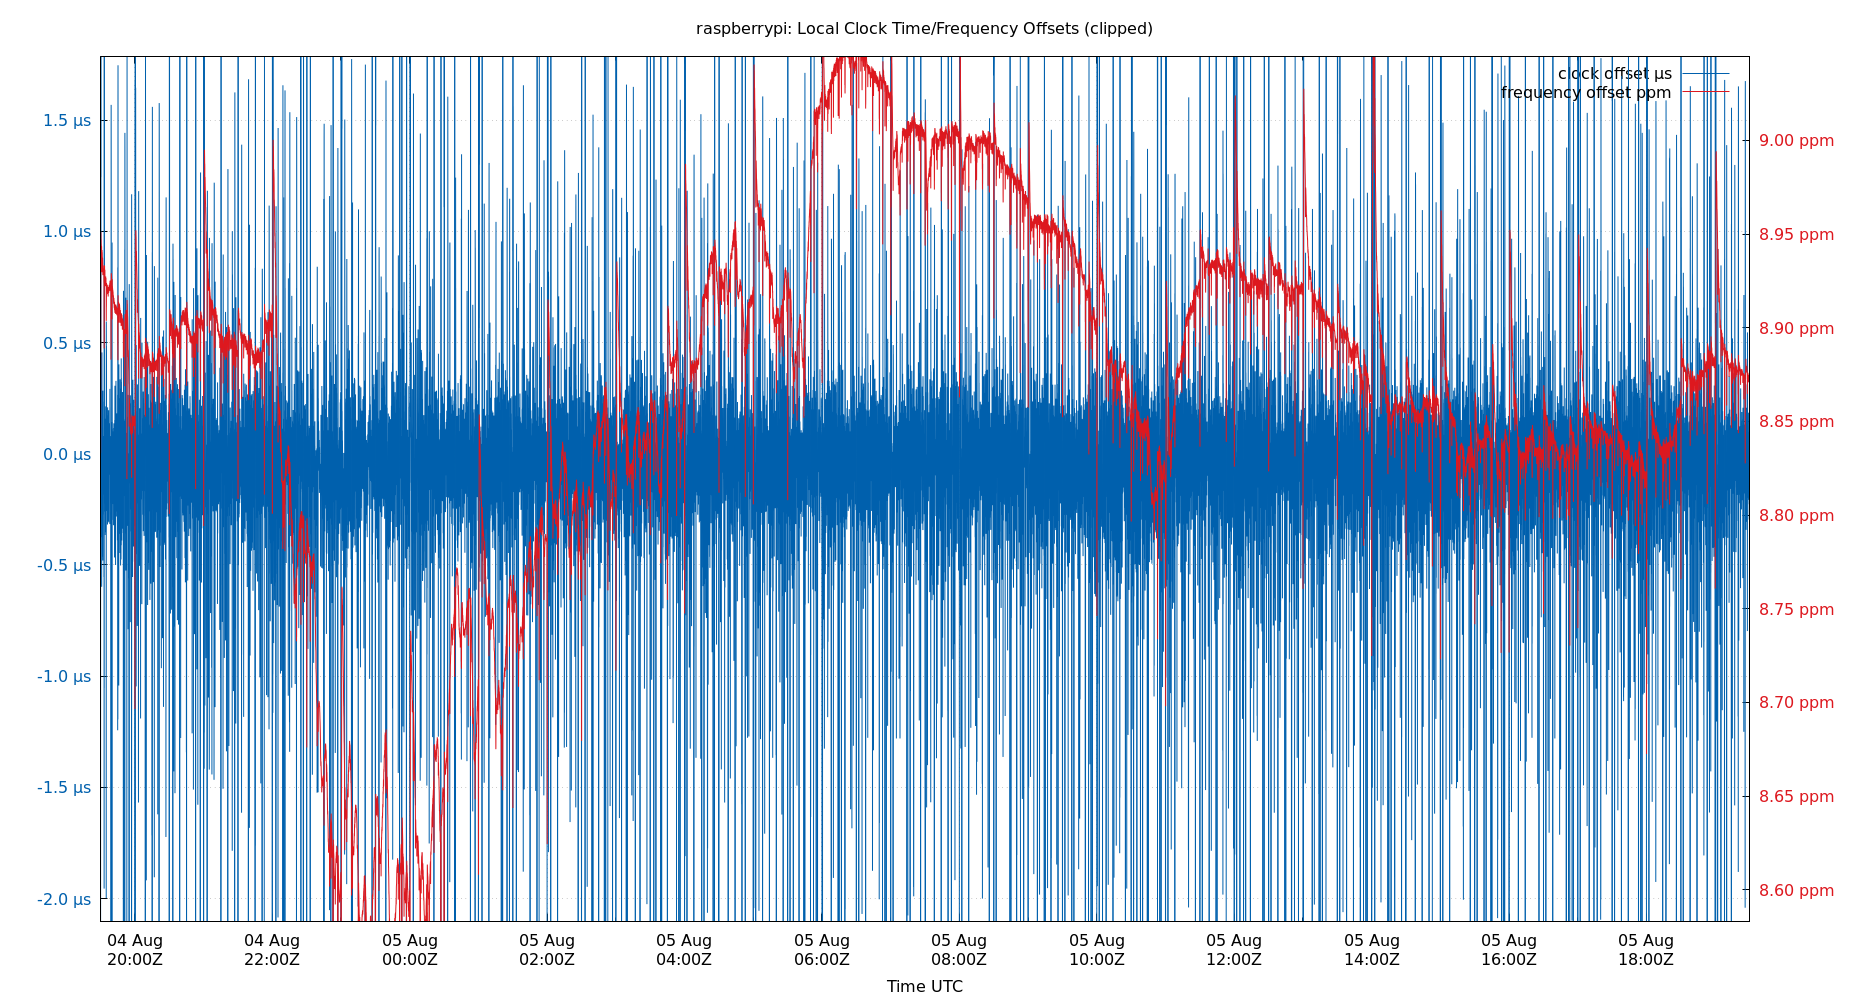 raspberrypi: Local Clock Time/Frequency Offsets (clipped)
clock offset µs
frequency offset ppm
1.5 µs
1.0 µs
0.5 µs
0.0 µs
-0.5 µs
-1.0 µs
-1.5 µs
-2.0 µs
9.00 ppm
8.95 ppm
8.90 ppm
8.85 ppm
8.80 ppm
8.75 ppm
8.70 ppm
8.65 ppm
8.60 ppm
04 Aug
20:00Z
04 Aug
22:00Z
05 Aug
00:00Z
05 Aug
02:00Z
05 Aug
04:00Z
05 Aug
06:00Z
05 Aug
08:00Z
05 Aug
10:00Z
05 Aug
12:00Z
05 Aug
14:00Z
05 Aug
16:00Z
05 Aug
18:00Z
Time UTC